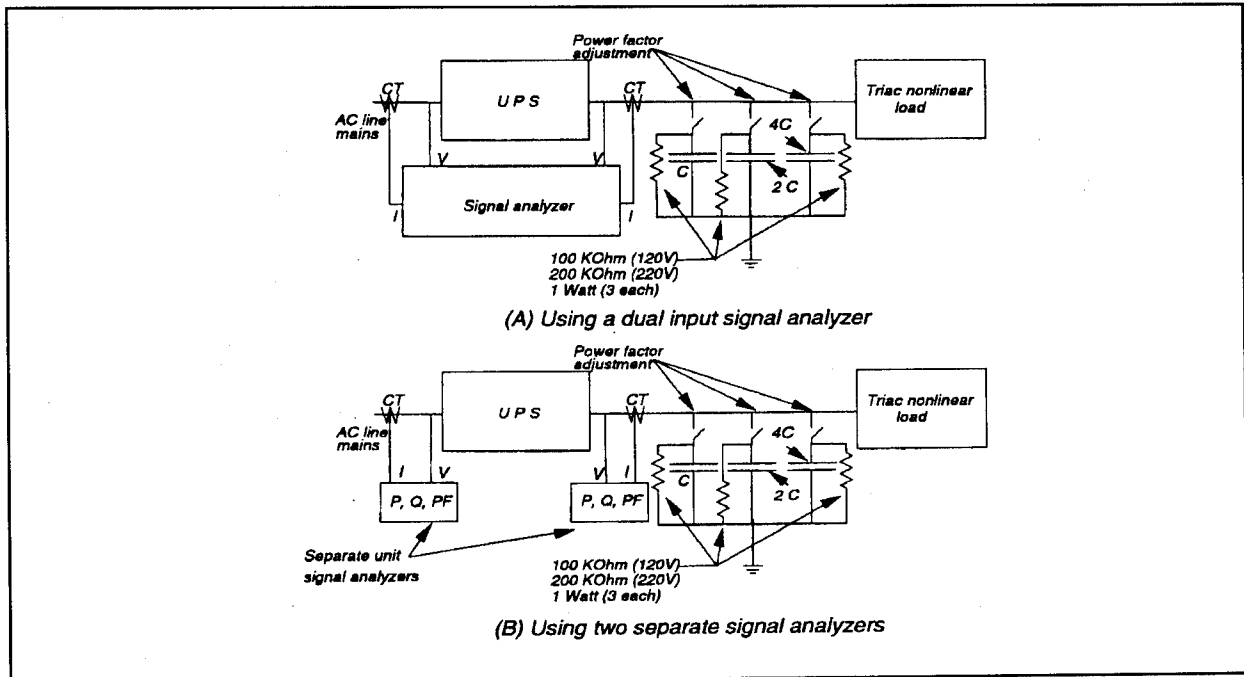 Power factor
adjustment
CT
UPS
CT
Triac nonlinear
load
AC line
mains
V
V
4C
C
2 C
I
Signal analyzer
I
100 KOhm (120V)
200 KOhm (220V)
1 Watt (3 each)
(A) Using a dual input signal analyzer
Power factor
adjustment
CT
UPS
CT
Triac nonlinear
load
AC line
mains
4C
I
V
V
I
C
2 C
P, Q, PF
P, Q, PF
Separate unit
signal analyzers
100 KOhm (120V)
200 KOhm (220V)
1 Watt (3 each)
(B) Using two separate signal analyzers